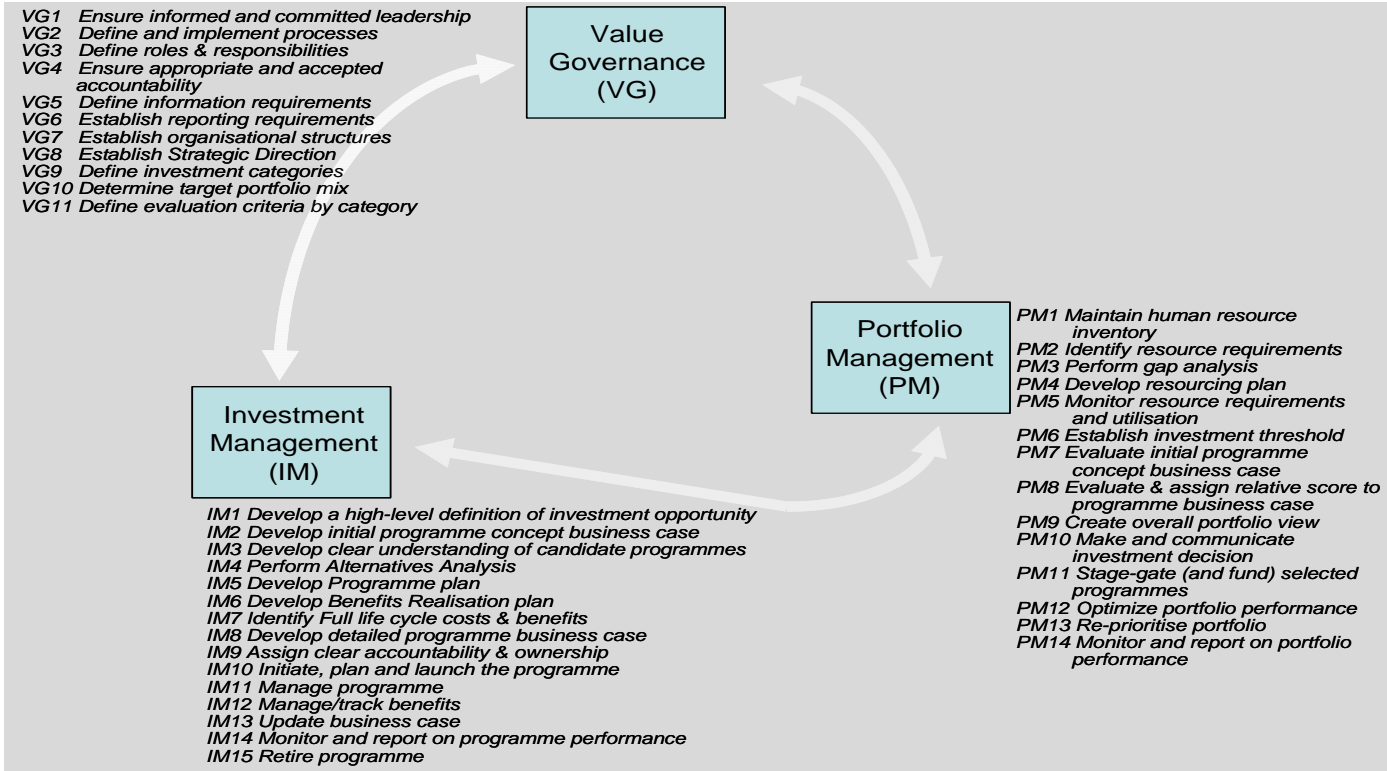 VG1 Ensure informed and committed leadership
VG2 Define and implement processes
VG3 Define roles & responsibilities
VG4 Ensure appropriate and accepted
accountability
VG5 Define information requirements
VG6 Establish reporting requirements
VG7 Establish organisational structures
VG8 Establish Strategic Direction
VG9 Define investment categories
VG10 Determine target portfolio mix
VG11 Define evaluation criteria by category
Value
Governance
(VG)
Portfolio
Management
(PM)
PM1 Maintain human resource
inventory
PM2 Identify resource requirements
PM3 Perform gap analysis
PM4 Develop resourcing plan
PM5 Monitor resource requirements
and utilisation
PM6 Establish investment threshold
PM7 Evaluate initial programme
concept business case
PM8 Evaluate & assign relative score to
programme business case
PM9 Create overall portfolio view
PM10 Make and communicate
investment decision
PM11 Stage-gate (and fund) selected
programmes
PM12 Optimize portfolio performance
PM13 Re-prioritise portfolio
PM14 Monitor and report on portfolio
performance
Investment
Management
(IM)
IM1 Develop a high-level definition of investment opportunity
IM2 Develop initial programme concept business case
IM3 Develop clear understanding of candidate programmes
IM4 Perform Alternatives Analysis
IM5 Develop Programme plan
IM6 Develop Benefits Realisation plan
IM7 Identify Full life cycle costs & benefits
IM8 Develop detailed programme business case
IM9 Assign clear accountability & ownership
IM10 Initiate, plan and launch the programme
IM11 Manage programme
IM12 Manage/track benefits
IM13 Update business case
IM14 Monitor and report on programme performance
IM15 Retire programme